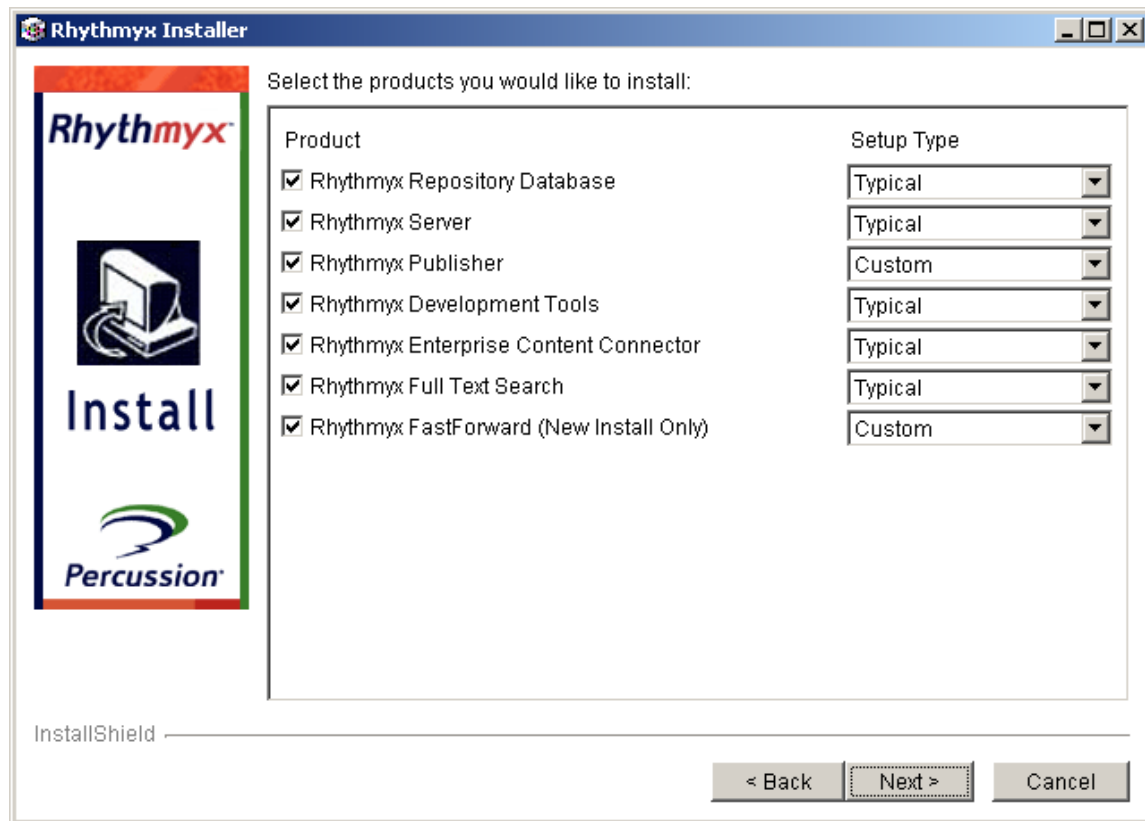 Rhythmyx Installer
Rhythmyx
Install
Percussion
Select the products you would like to install:
Product Setup Type
Rhythmyx Repository Database Typical
Rhythmyx Server Typical
Rhythmyx Publisher Custom
Rhythmyx Development Tools Typical
Rhythmyx Enterprise Content Connector Typical
Rhythmyx Full Text Search Typical
Rhythmyx FastForward (New Install Only) Custom
InstallShield
< Back Next > Cancel